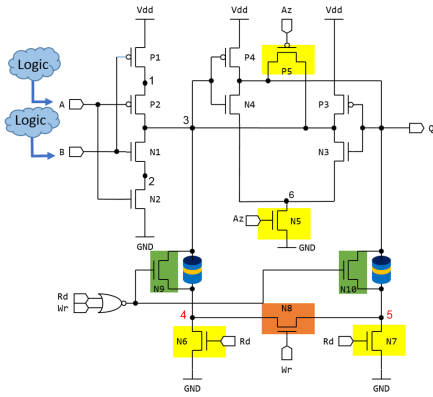 Vdd Az Vdd Vdd
P1 P4 P5
Logic
1
A P2 3 N4 P3 Q
Logic
B N1 N3
2 6
N2 Az N5
GND GND
N9 N10
Rd
Wr
4 N8 5
N6 Rd Rd N7
Wr
GND GND